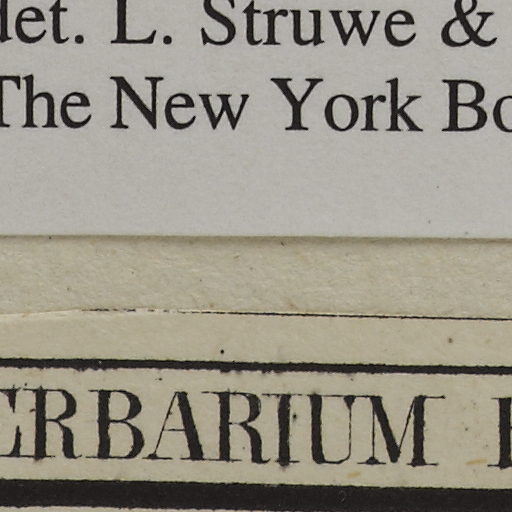 det. L. Struwe &
The New York Bo
ERBARIUM